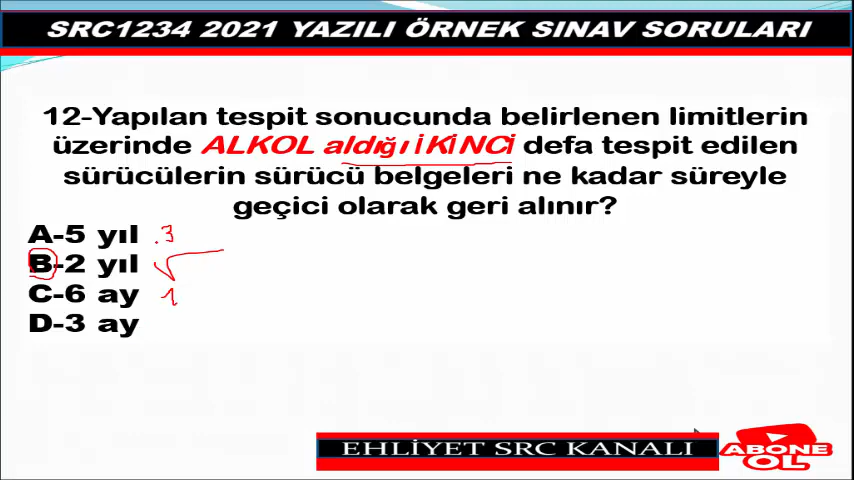 SRC1234 2021 YAZILI ÖRNEK SINAV SORULARI
12-Yapılan tespit sonucunda belirlenen limitlerin
üzerinde ALKOL aldığı İKİNCİ defa tespit edilen
sürücülerin sürücü belgeleri ne kadar süreyle
geçici olarak geri alınır?
A-5 yıl .3
B-2 yıl
C-6 ay 1
D-3 ay
EHLİYET SRC KANALI
ABONE
OL